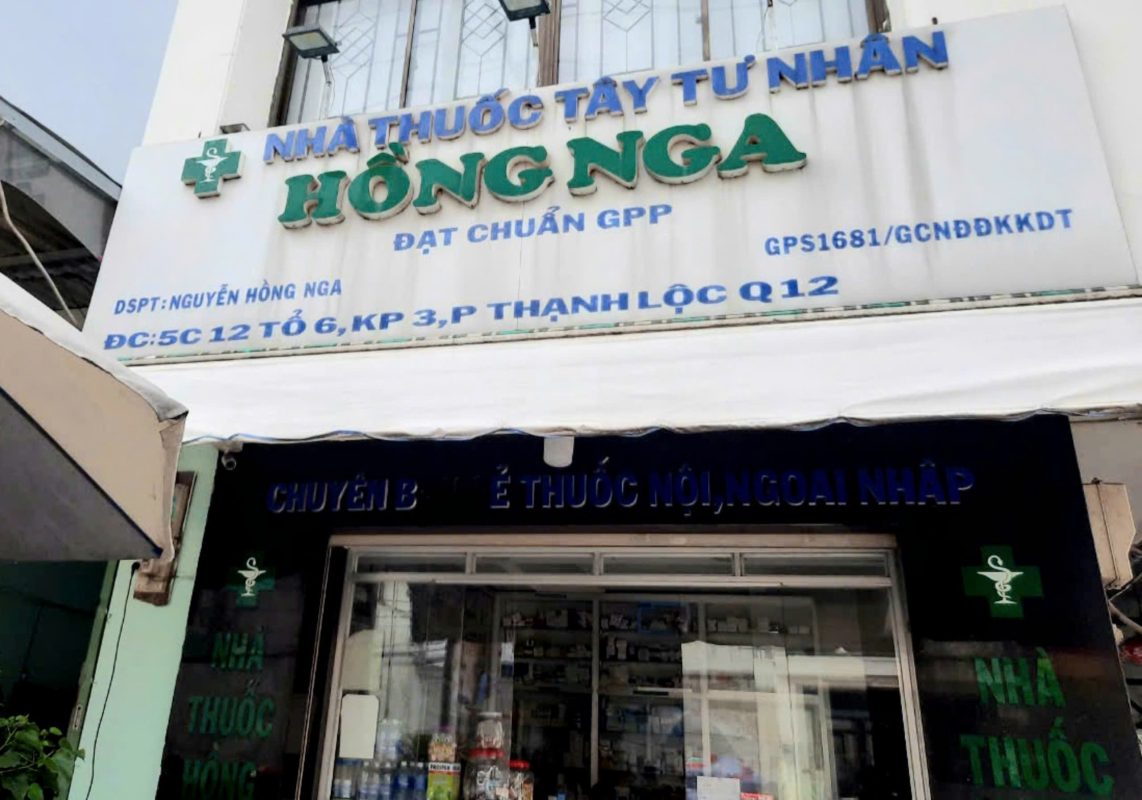 NHÀ THUỐC TÂY TƯ NHÂN
HỒNG NGA
ĐẠT CHUẨN GPP
GPS1681/GCNĐĐKKDT
DSPT: NGUYỄN HỒNG NGA
ĐC: 5C 12 TỔ 6, KP 3, P THẠNH LỘC Q 12
CHUYÊN B Ẻ THUỐC NỘI, NGOẠI NHẬP
NHÀ
THUỐC
HỒNG
NHÀ
THUỐC